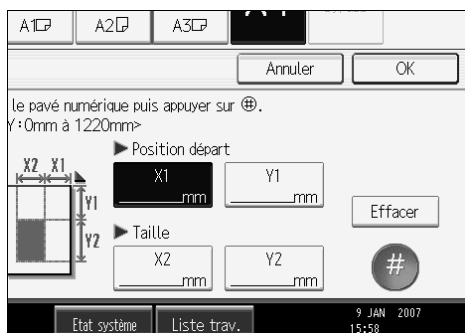 A1 A2 A3
Annuler OK
le pavé numérique puis appuyer sur #.
Y:0mm à 1220mm>
Position départ
X2 X1
X1 Y1
mm mm
Y1
Effacer
Y2
Taille
X2 Y2
mm mm
#
Etat système Liste trav.
9 JAN 2007
15:58